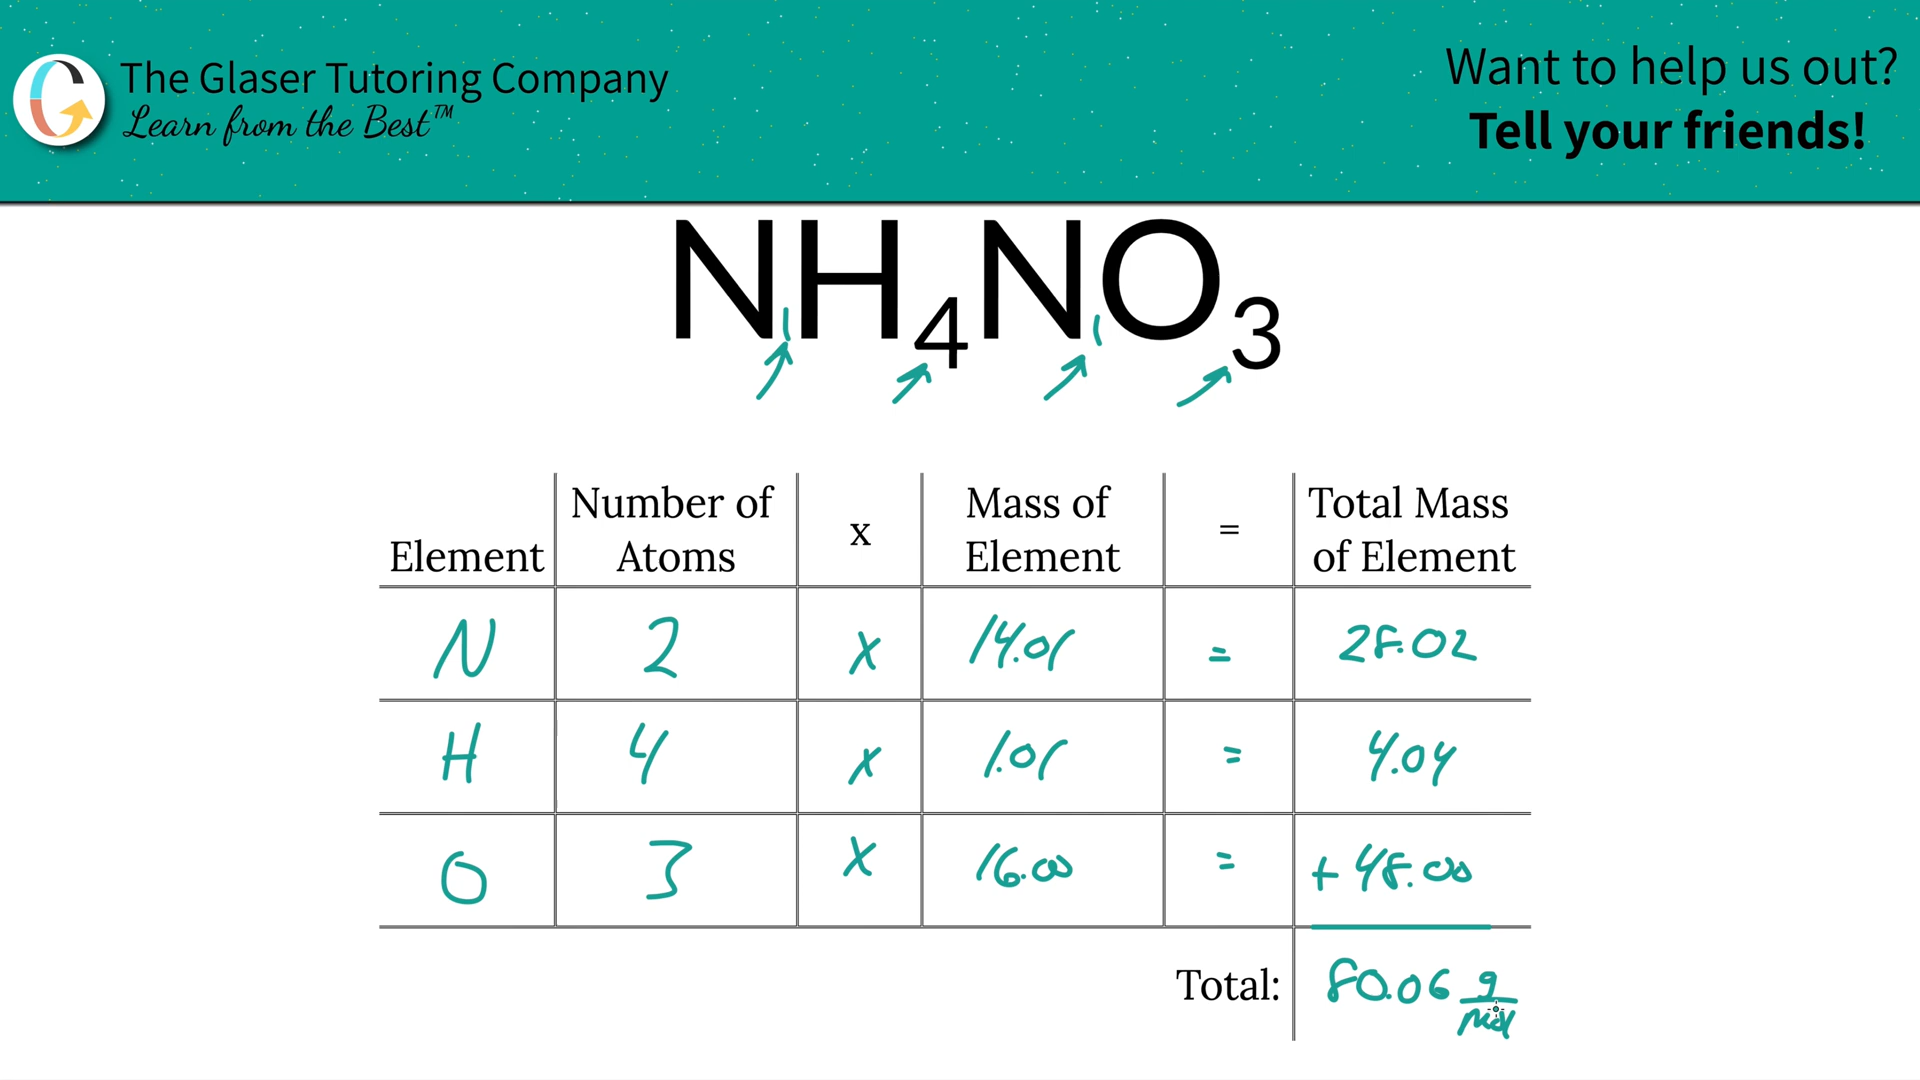 The Glaser Tutoring Company
Learn from the Best™
Want to help us out?
Tell your friends!
NH₄NO₃
1 1
Element Number of Atoms x Mass of Element = Total Mass of Element
N 2 x 14.01 = 28.02
H 4 x 1.01 = 4.04
O 3 x 16.00 = + 48.00
Total: 80.06 g/mol